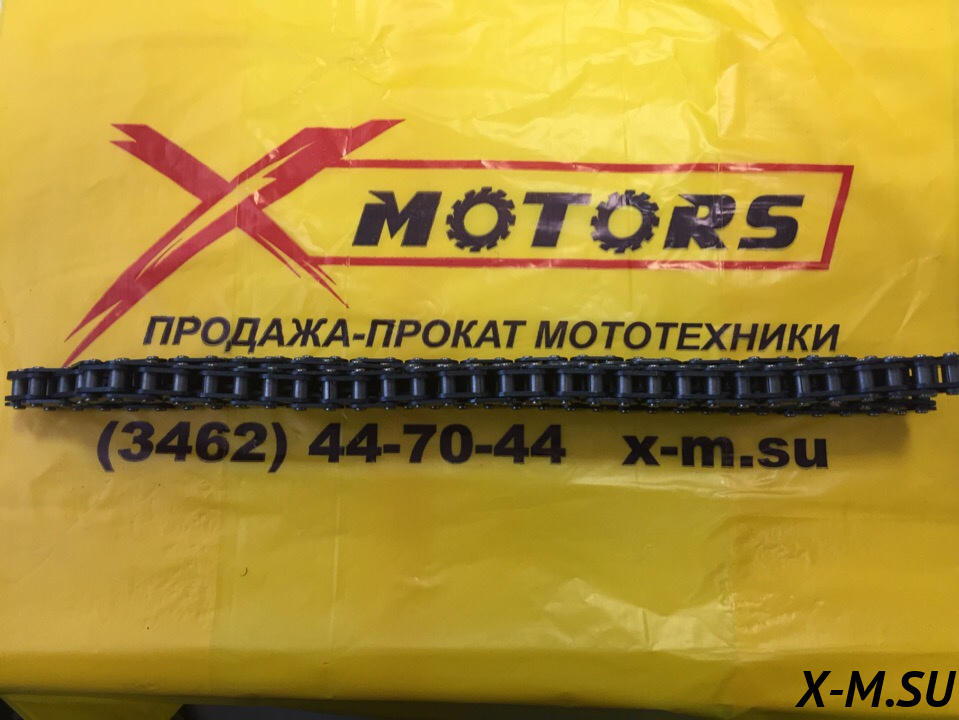 X MOTORS
ПРОДАЖА-ПРОКАТ МОТОТЕХНИКИ
(3462) 44-70-44 x-m.su
X-M.SU